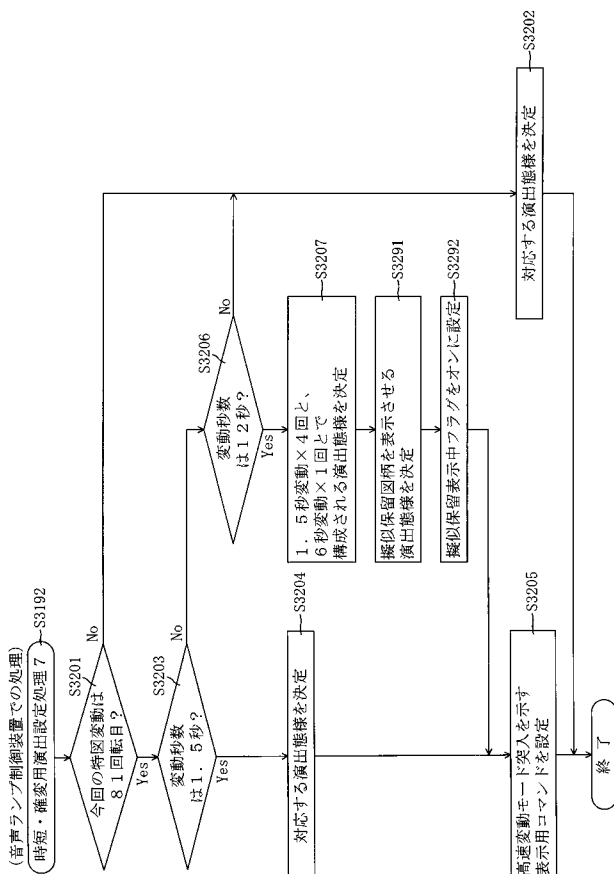 (音声ランプ制御装置での処理)
時短・確変用演出設定処理7
S3192
今回の特図変動は
81回転目?
S3201
Yes
No
変動秒数
は1.5秒?
S3203
Yes
No
対応する演出態様を決定
S3204
変動秒数
は12秒?
S3206
Yes
No
1.5秒変動×4回と、
6秒変動×1回とで
構成される演出態様を決定
S3207
擬似保留図柄を表示させる
演出態様を決定
S3291
擬似保留表示中フラグをオンに設定
S3292
高速変動モード突入を示す
表示用コマンドを設定
S3205
対応する演出態様を決定
S3202
終了